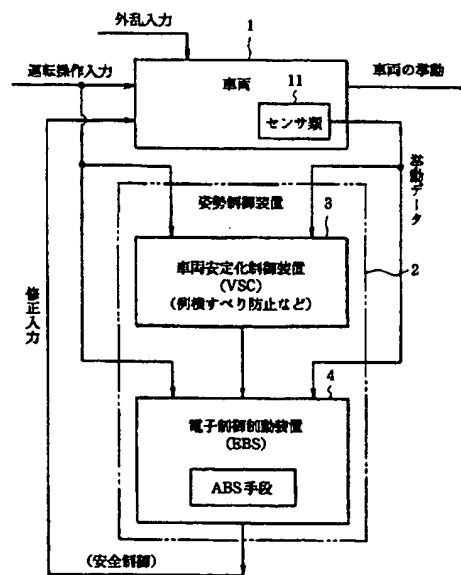 外乱入力
1
運転操作入力
車両
11
センサ類
車両の挙動
挙動データ
姿勢制御装置
3
車両安定化制御装置
(VSC)
(例横すべり防止など)
2
修正入力
4
電子制御制動装置
(EBS)
ABS手段
(安全制御)